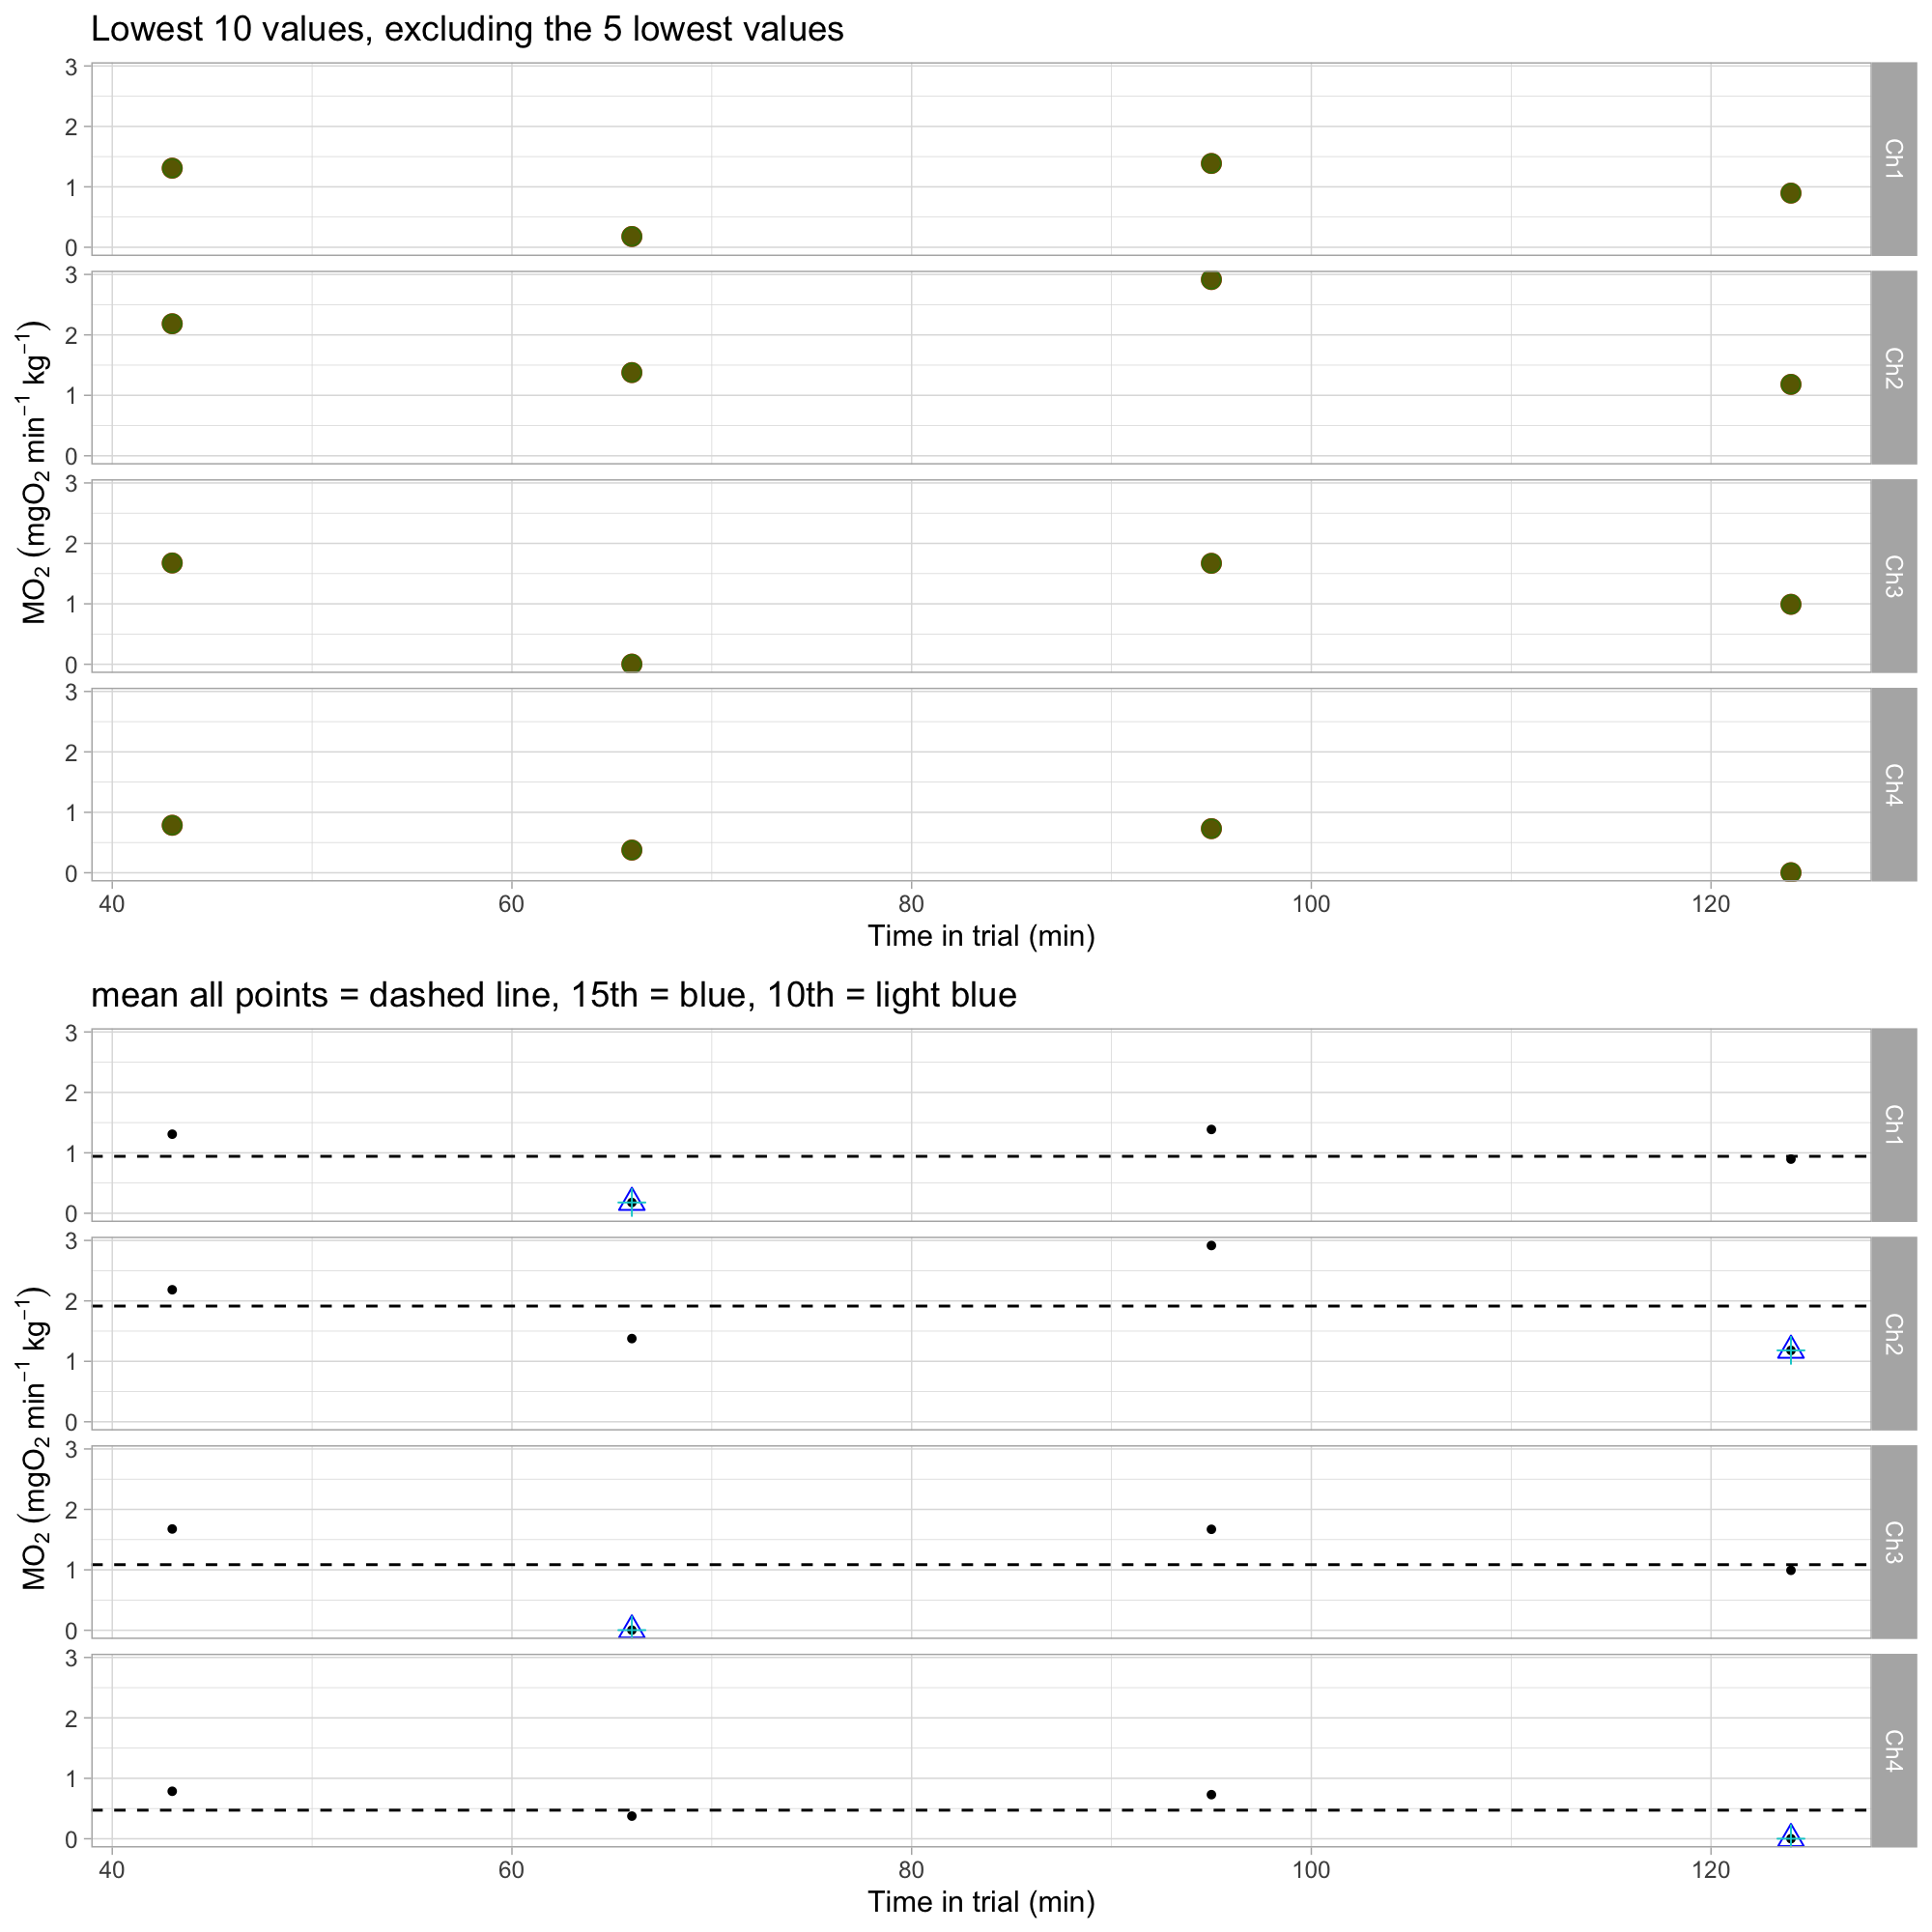 Lowest 10 values, excluding the 5 lowest values
MO₂ (mgO₂ min⁻¹ kg⁻¹)
3
2
1
0
Ch1
3
2
1
0
Ch2
3
2
1
0
Ch3
3
2
1
0
Ch4
40 60 80 100 120
Time in trial (min)
mean all points = dashed line, 15th = blue, 10th = light blue
MO₂ (mgO₂ min⁻¹ kg⁻¹)
3
2
1
0
Ch1
3
2
1
0
Ch2
3
2
1
0
Ch3
3
2
1
0
Ch4
40 60 80 100 120
Time in trial (min)